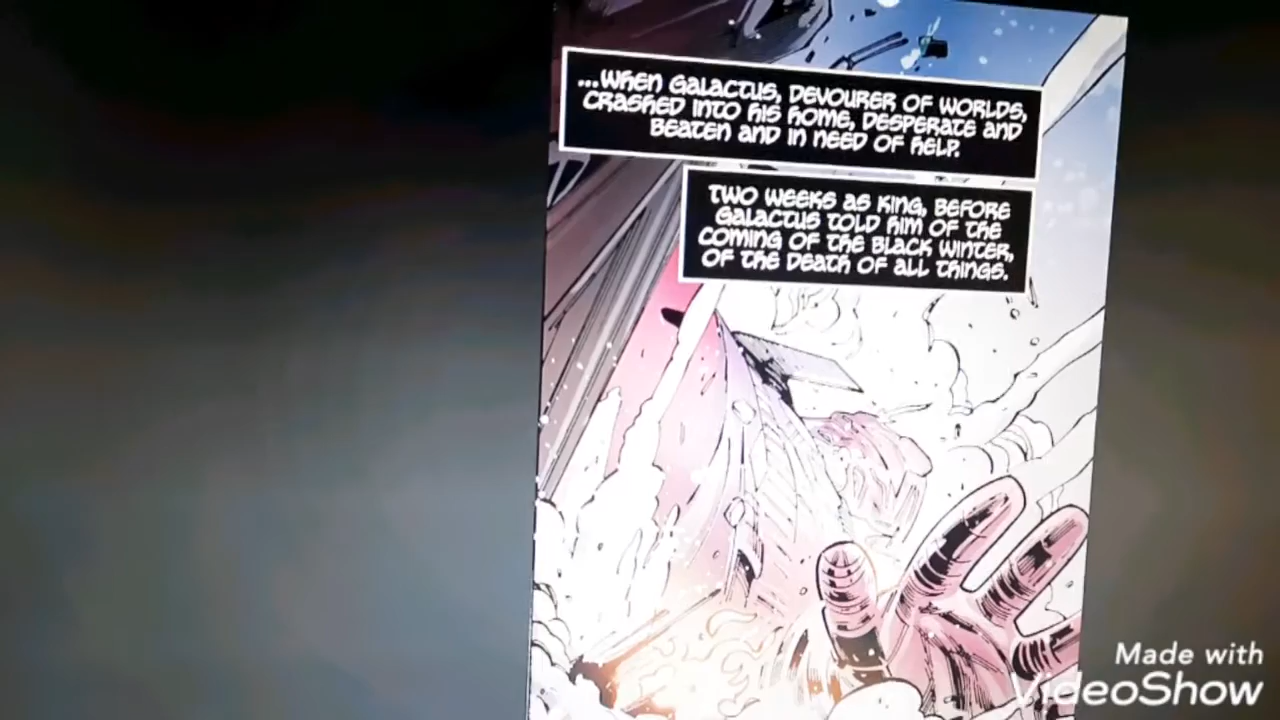 ...WHEN GALACTUS, DEVOURER OF WORLDS,
CRASHED INTO HIS HOME, DESPERATE AND
BEATEN AND IN NEED OF HELP.
TWO WEEKS AS KING, BEFORE
GALACTUS TOLD HIM OF THE
COMING OF THE BLACK WINTER,
OF THE DEATH OF ALL THINGS.
Made with
VideoShow